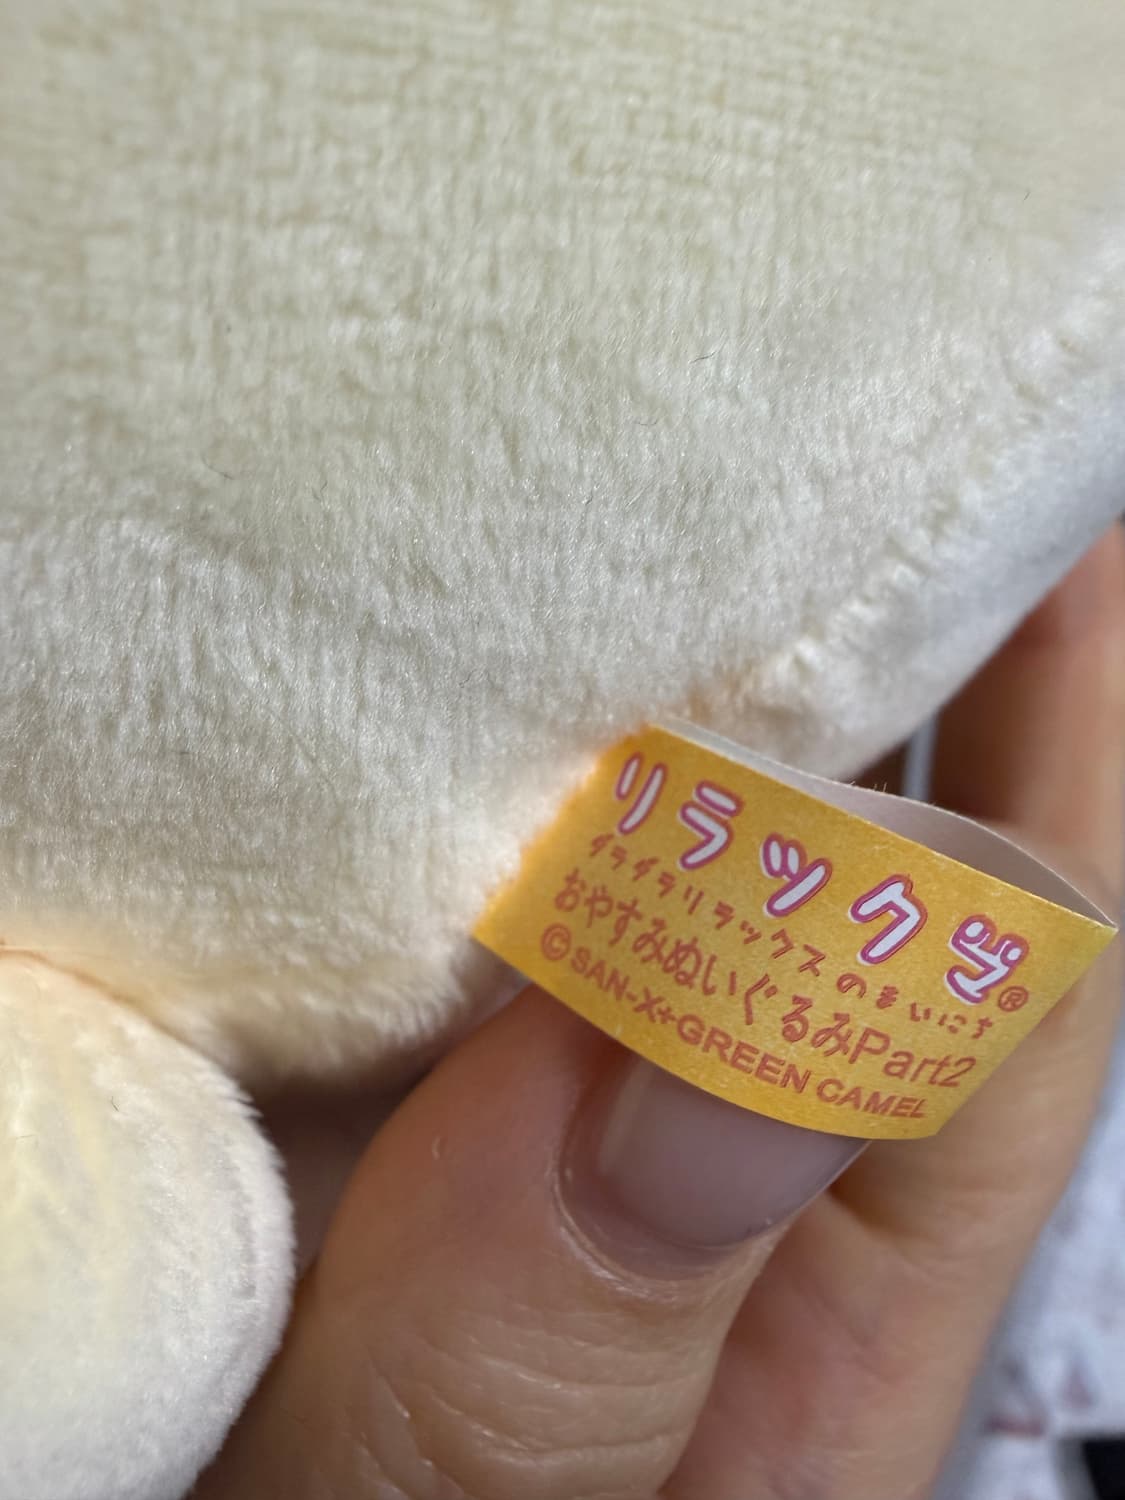 リラックマ®
ダラダラリラックスのまいにち
おやすみぬいぐるみPart2
©SAN-X+GREEN CAMEL